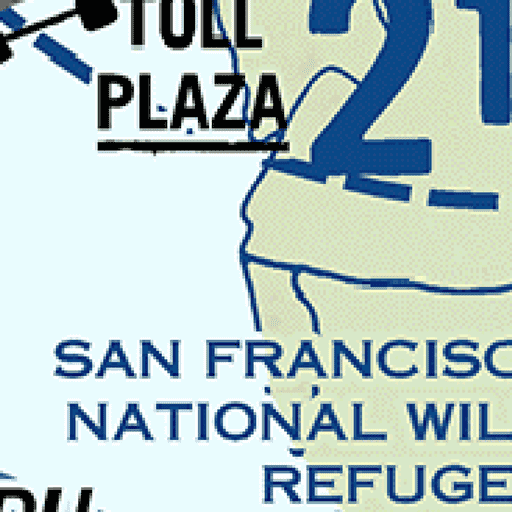 TOLL
PLAZA
21
SAN FRANCISC
NATIONAL WIL
REFUGE